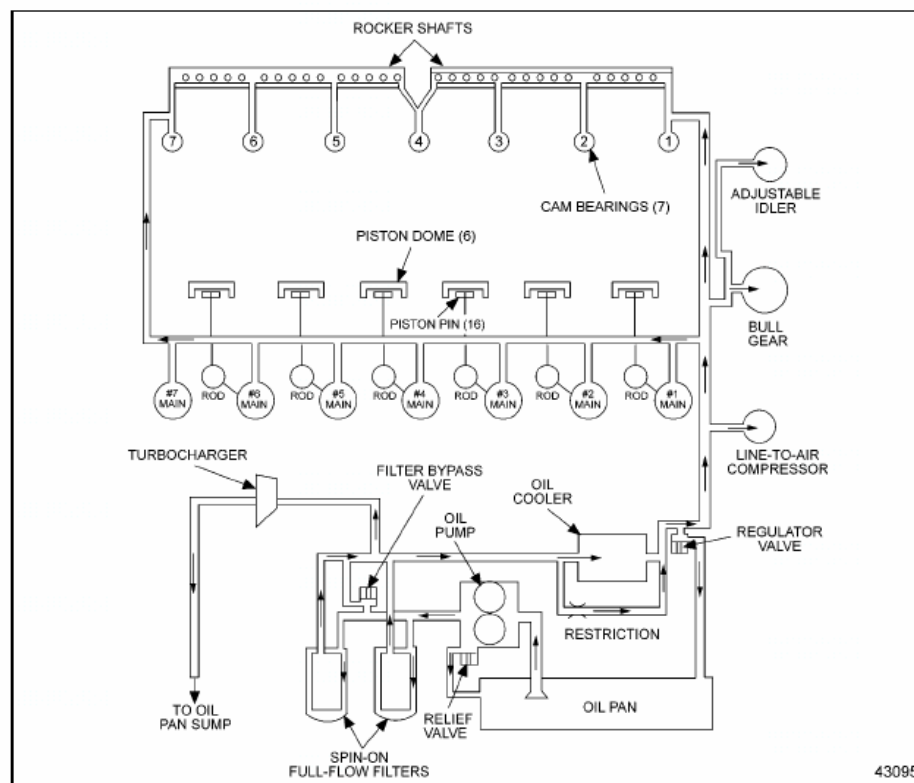 ROCKER SHAFTS
7
6
5
4
3
2
1
CAM BEARINGS (7)
ADJUSTABLE
IDLER
PISTON DOME (6)
PISTON PIN (16)
BULL
GEAR
#7
MAIN
ROD
#6
MAIN
ROD
#5
MAIN
ROD
#4
MAIN
ROD
#3
MAIN
ROD
#2
MAIN
ROD
#1
MAIN
LINE-TO-AIR
COMPRESSOR
TURBOCHARGER
FILTER BYPASS
VALVE
OIL
PUMP
OIL
COOLER
REGULATOR
VALVE
RESTRICTION
TO OIL
PAN SUMP
RELIEF
VALVE
OIL PAN
SPIN-ON
FULL-FLOW FILTERS
43095